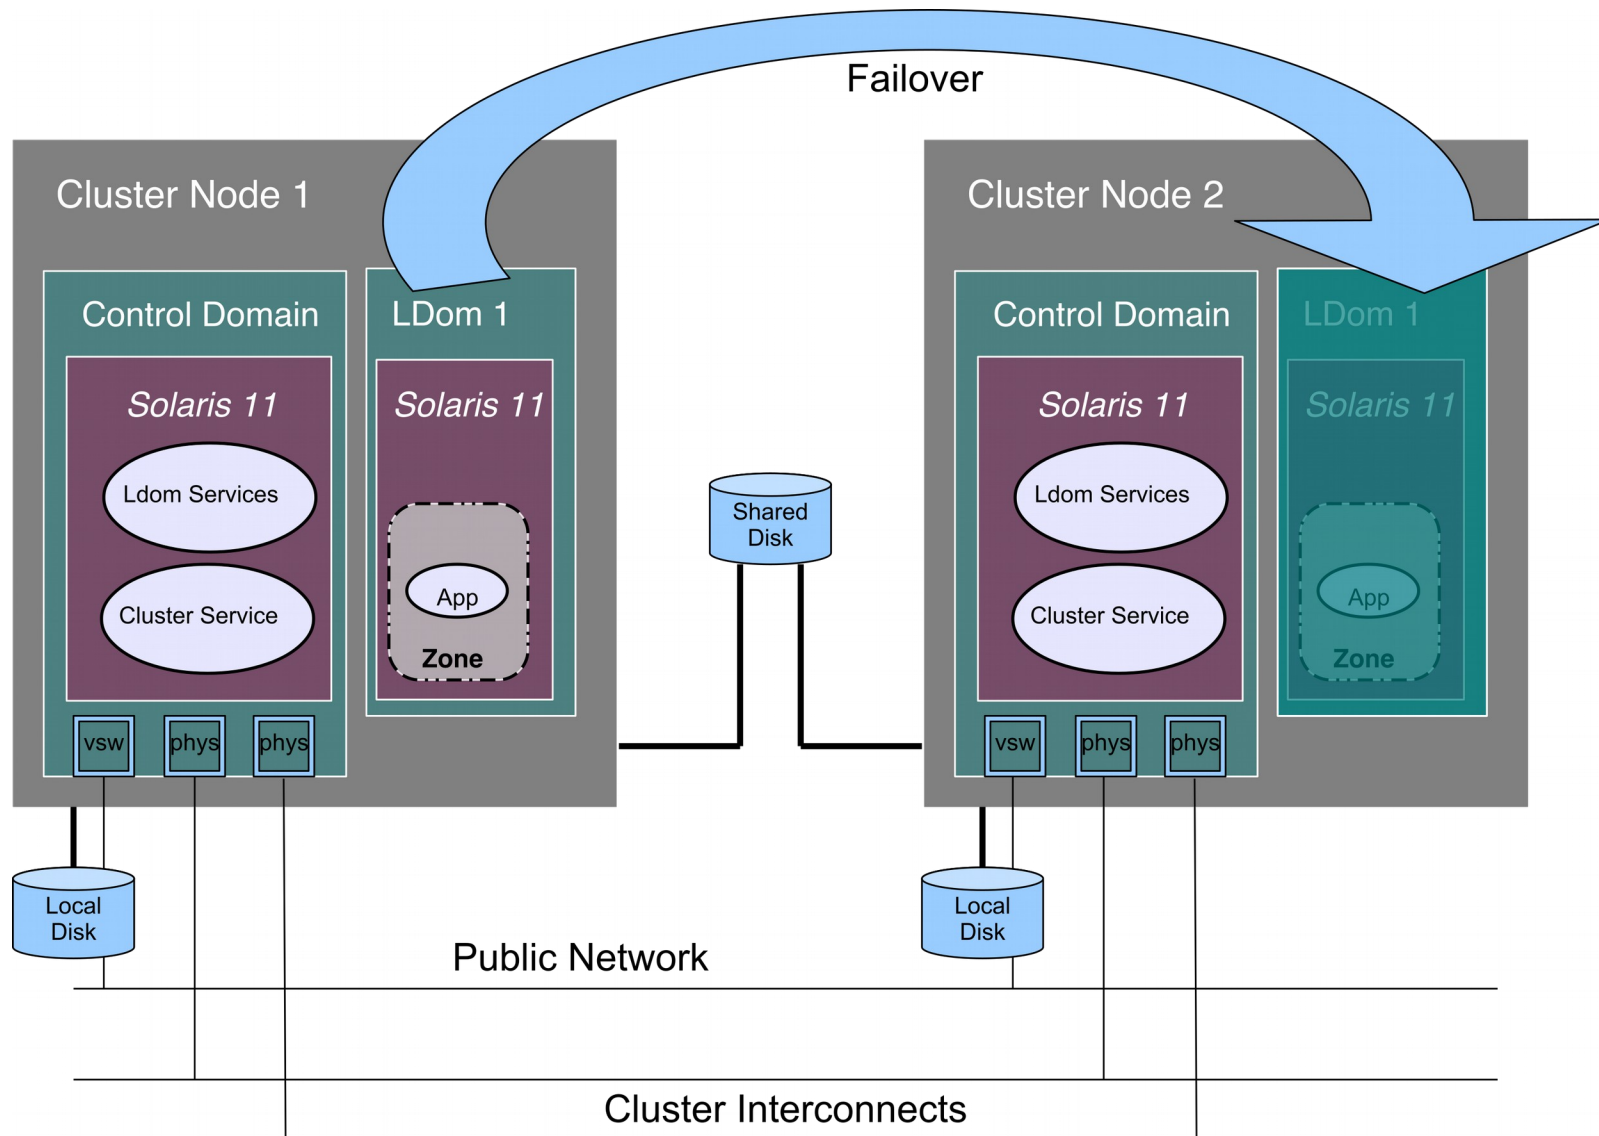 Failover
Cluster Node 1
Control Domain
Solaris 11
Ldom Services
Cluster Service
vsw
phys
phys
LDom 1
Solaris 11
App
Zone
Local
Disk
Shared
Disk
Cluster Node 2
Control Domain
Solaris 11
Ldom Services
Cluster Service
vsw
phys
phys
LDom 1
Solaris 11
App
Zone
Local
Disk
Public Network
Cluster Interconnects